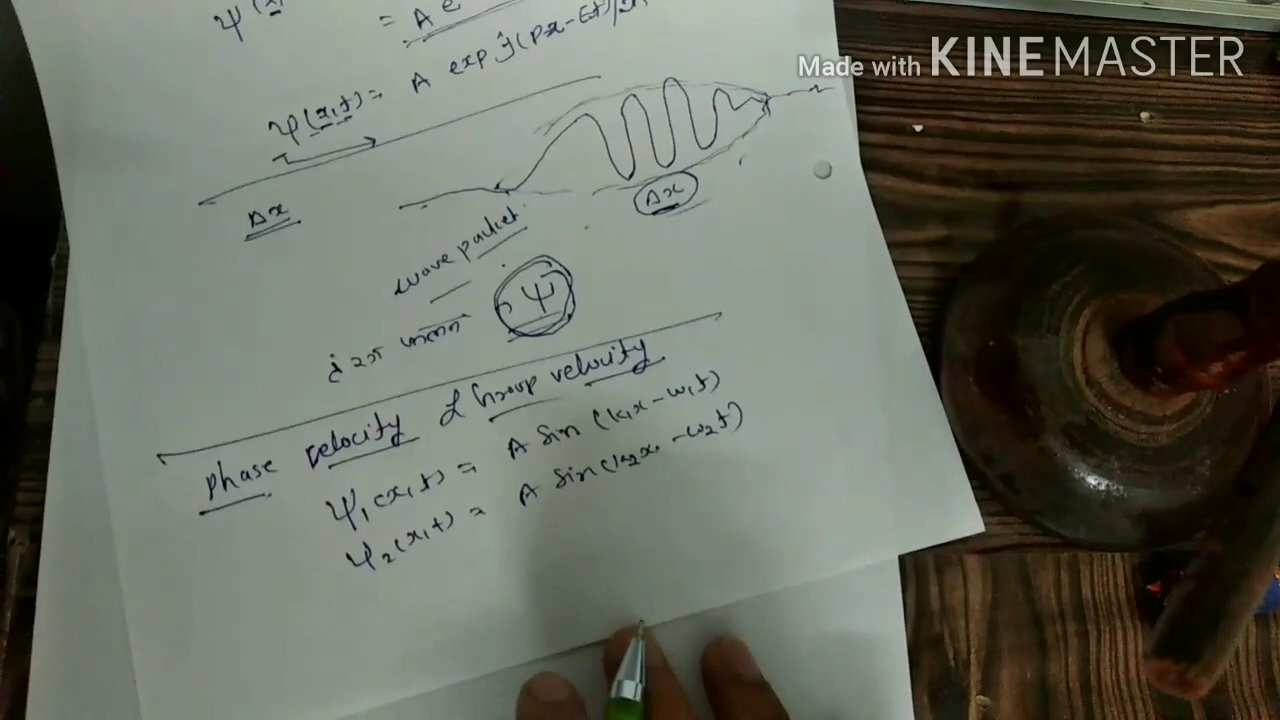 Made with KINEMASTER
ψ(x) = A e
ψ(x,t) = A exp j(Px-Et)/ħ
Δx
Δx
wave packet
ψ
Phase velocity & Group velocity
ψ₁(x,t) = A sin (k₁x-ω₁t)
ψ₂(x,t) = A sin(k₂x-ω₂t)